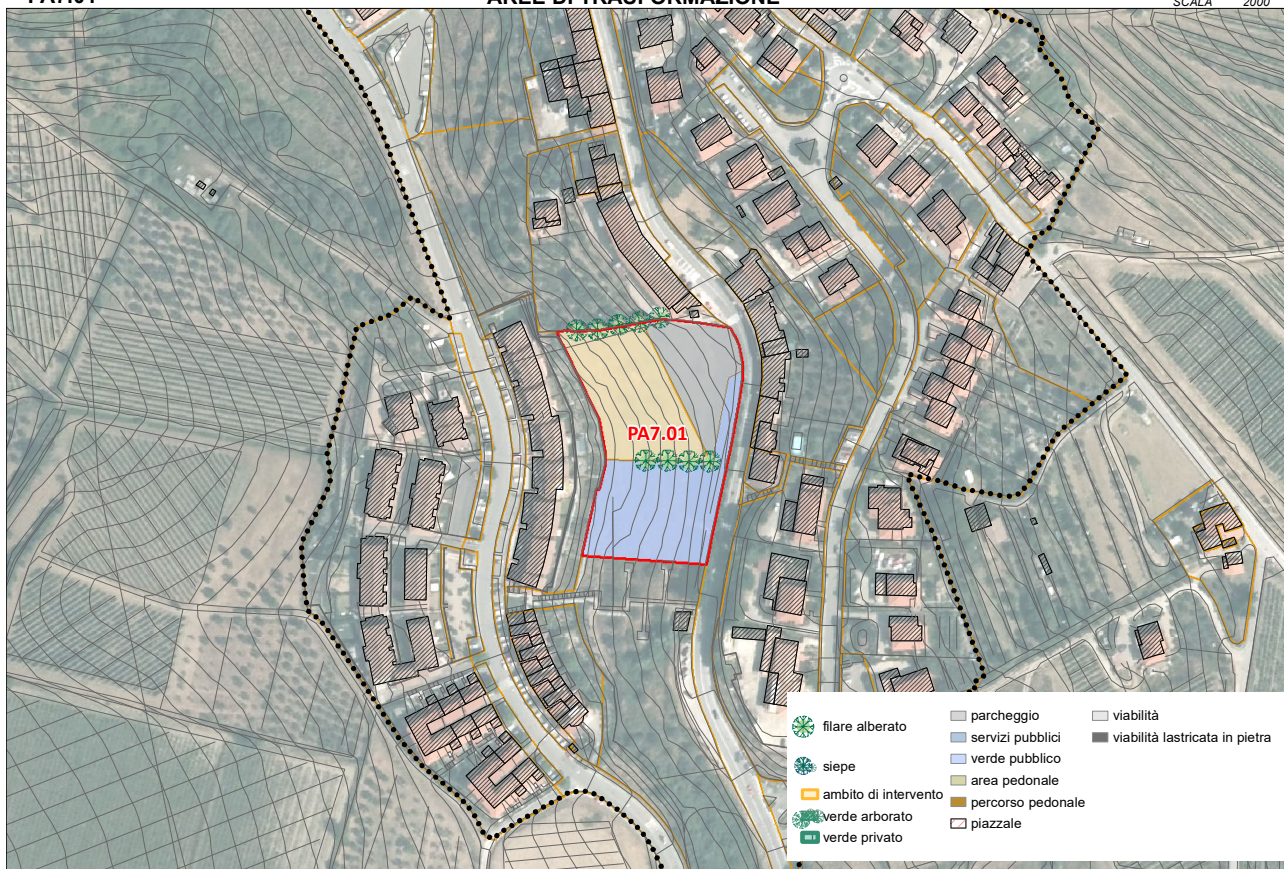 AREE DI TRASFORMAZIONE
SCALA 2000
PA7.01
filare alberato
siepe
ambito di intervento
verde arborato
verde privato
parcheggio
servizi pubblici
verde pubblico
area pedonale
percorso pedonale
piazzale
viabilità
viabilità lastricata in pietra